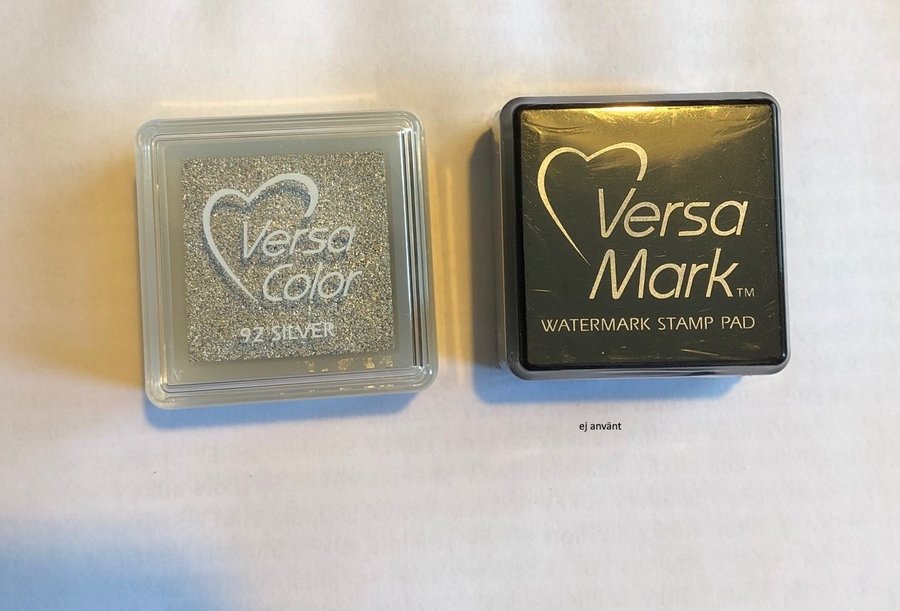 Versa
Color
92 SILVER
Versa
Mark™
WATERMARK STAMP PAD
ej använt